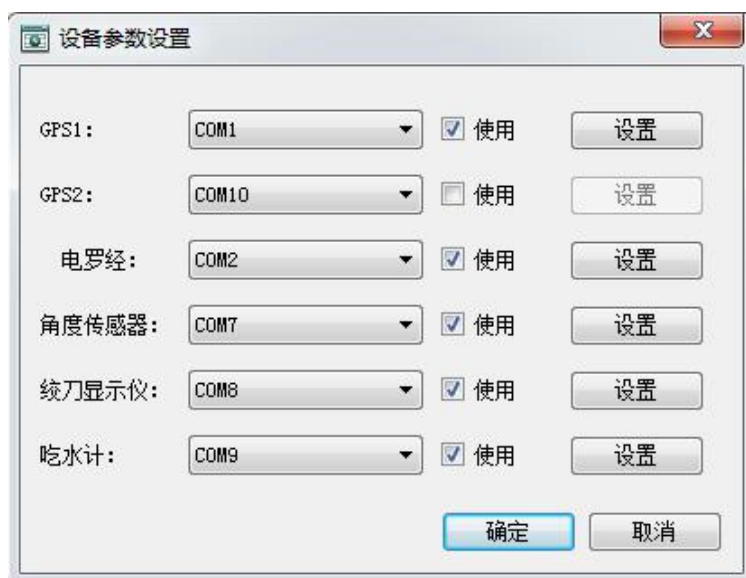 设备参数设置
GPS1: COM1 使用 设置
GPS2: COM10 使用 设置
电罗经: COM2 使用 设置
角度传感器: COM7 使用 设置
绞刀显示仪: COM8 使用 设置
吃水计: COM9 使用 设置
确定 取消